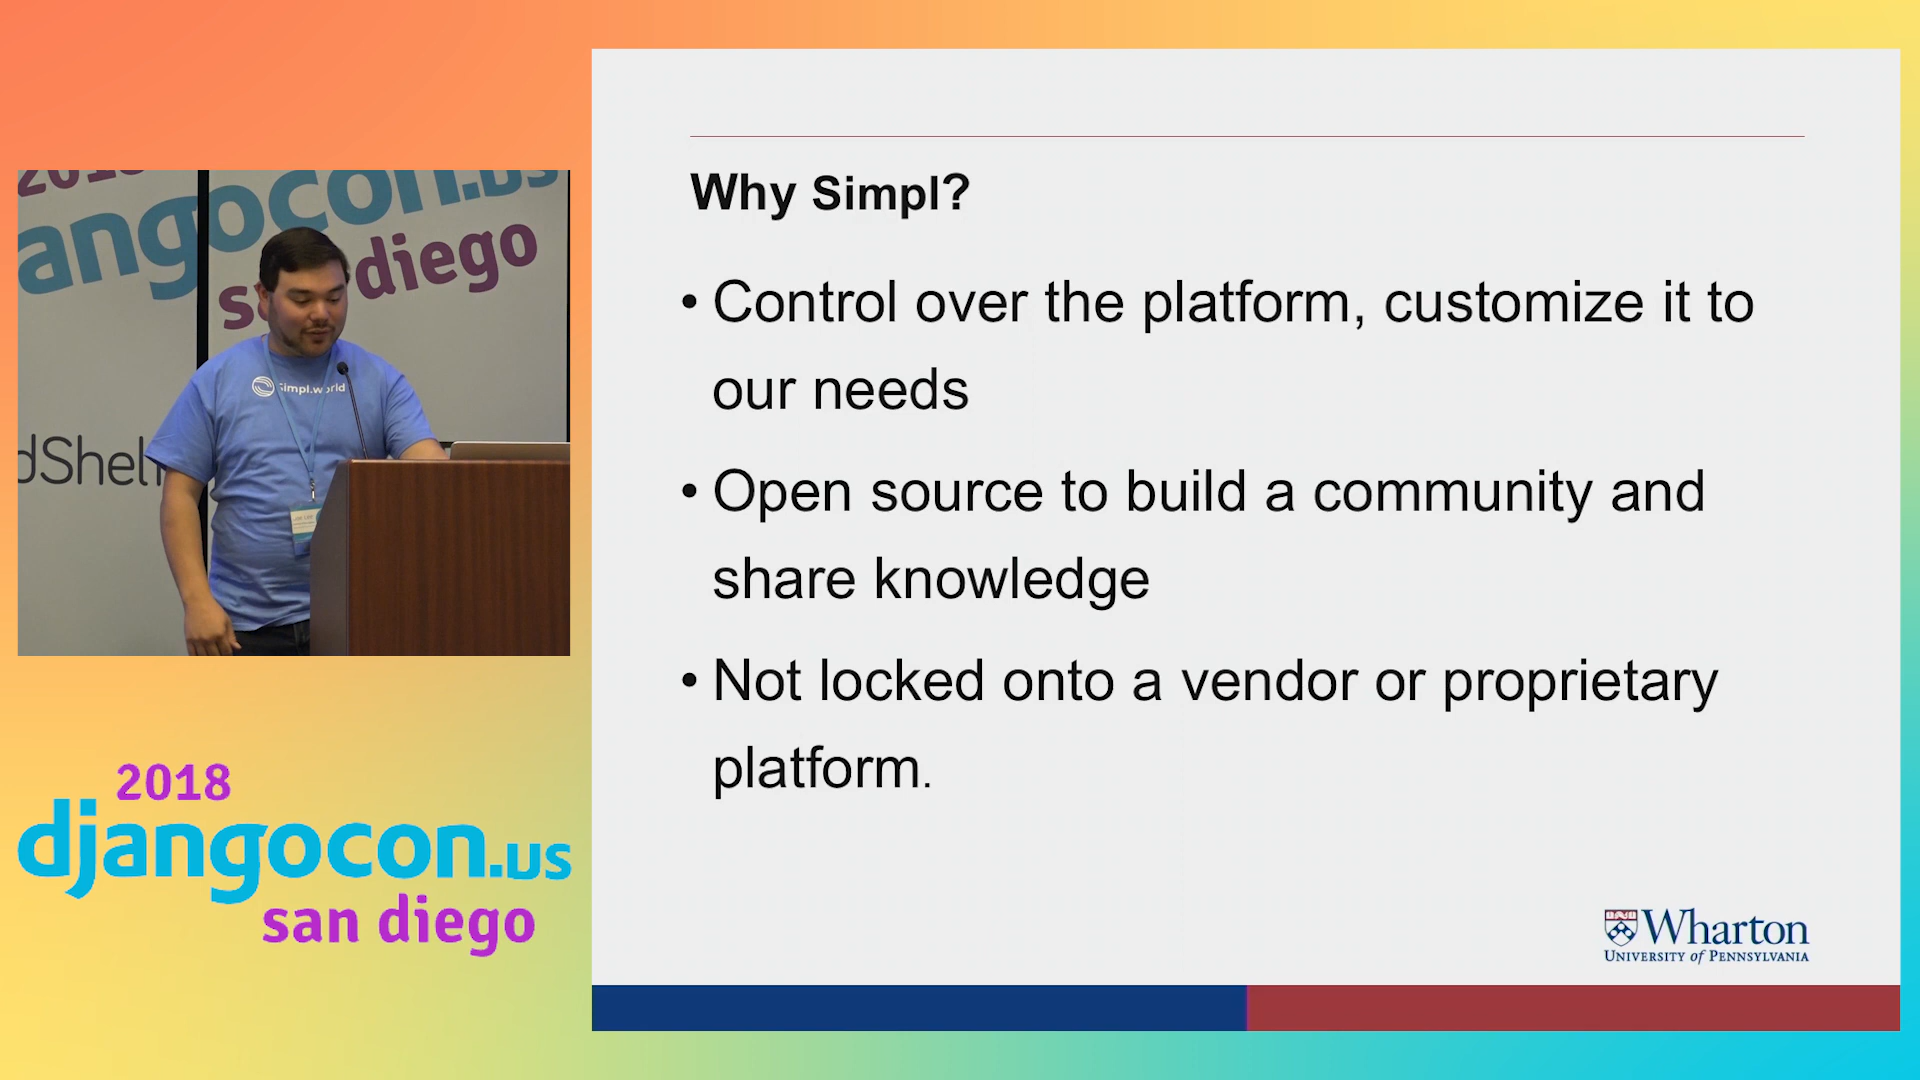 Why Simpl?
• Control over the platform, customize it to
our needs
• Open source to build a community and
share knowledge
• Not locked onto a vendor or proprietary
platform.
Wharton
UNIVERSITY of PENNSYLVANIA
2018
angocon.us
diego
Simpl.world
dShel
2018
djangocon.us
san diego